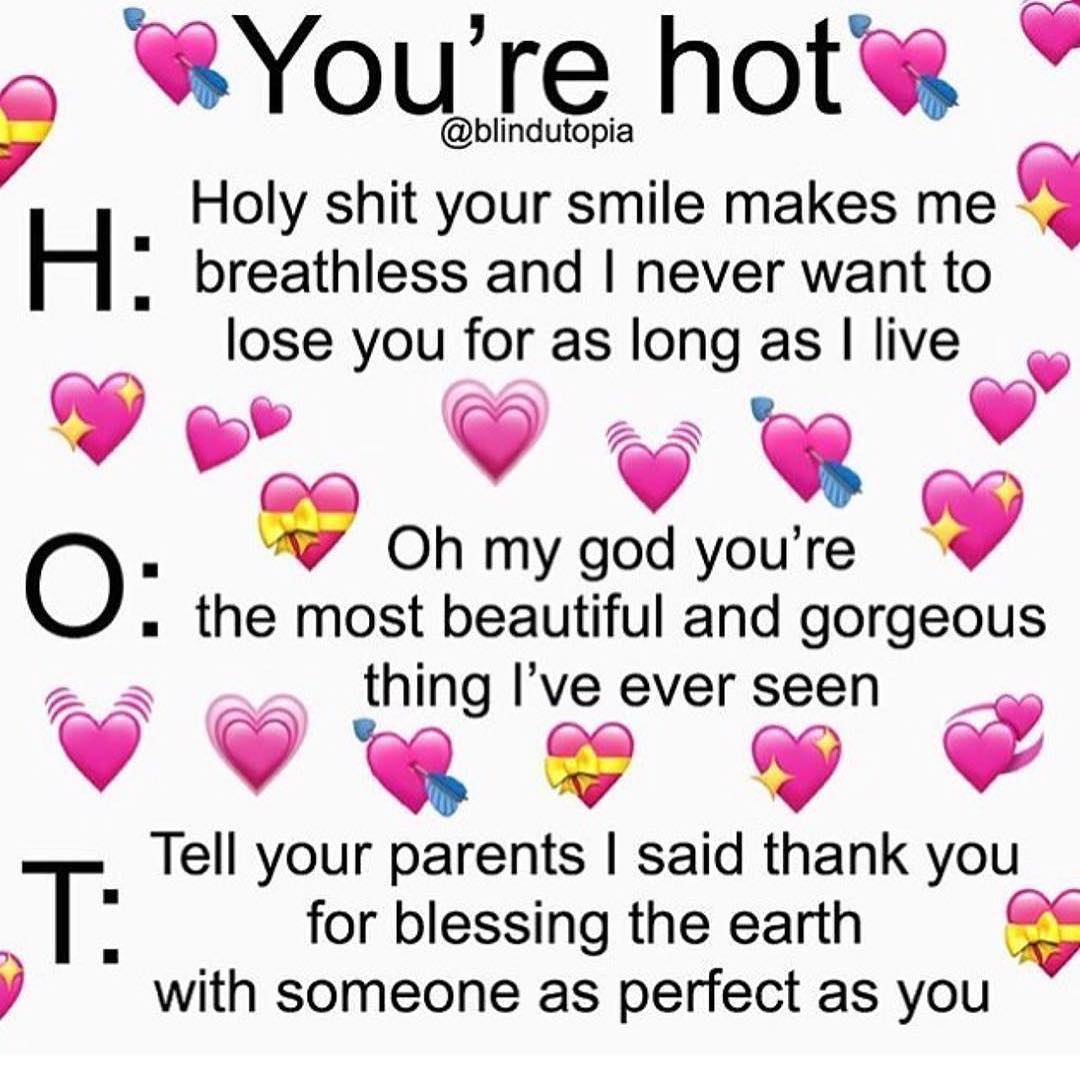 You’re hot
@blindutopia
H: Holy shit your smile makes me
breathless and I never want to
lose you for as long as I live
O: Oh my god you’re
the most beautiful and gorgeous
thing I’ve ever seen
T: Tell your parents I said thank you
for blessing the earth
with someone as perfect as you